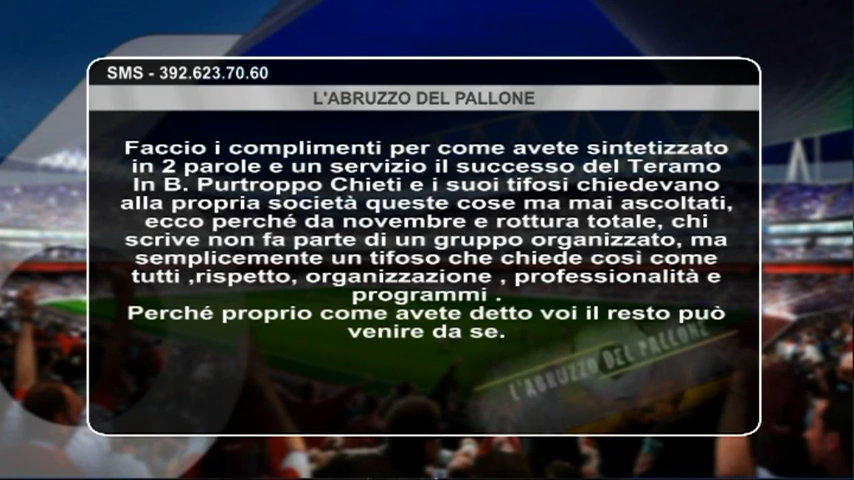 SMS - 392.623.70.60
L'ABRUZZO DEL PALLONE
Faccio i complimenti per come avete sintetizzato
in 2 parole e un servizio il successo del Teramo
In B. Purtroppo Chieti e i suoi tifosi chiedevano
alla propria società queste cose ma mai ascoltati,
ecco perché da novembre e rottura totale, chi
scrive non fa parte di un gruppo organizzato, ma
semplicemente un tifoso che chiede così come
tutti ,rispetto, organizzazione , professionalità e
programmi .
Perché proprio come avete detto voi il resto può
venire da se.
L'ABRUZZO DEL PALLONE